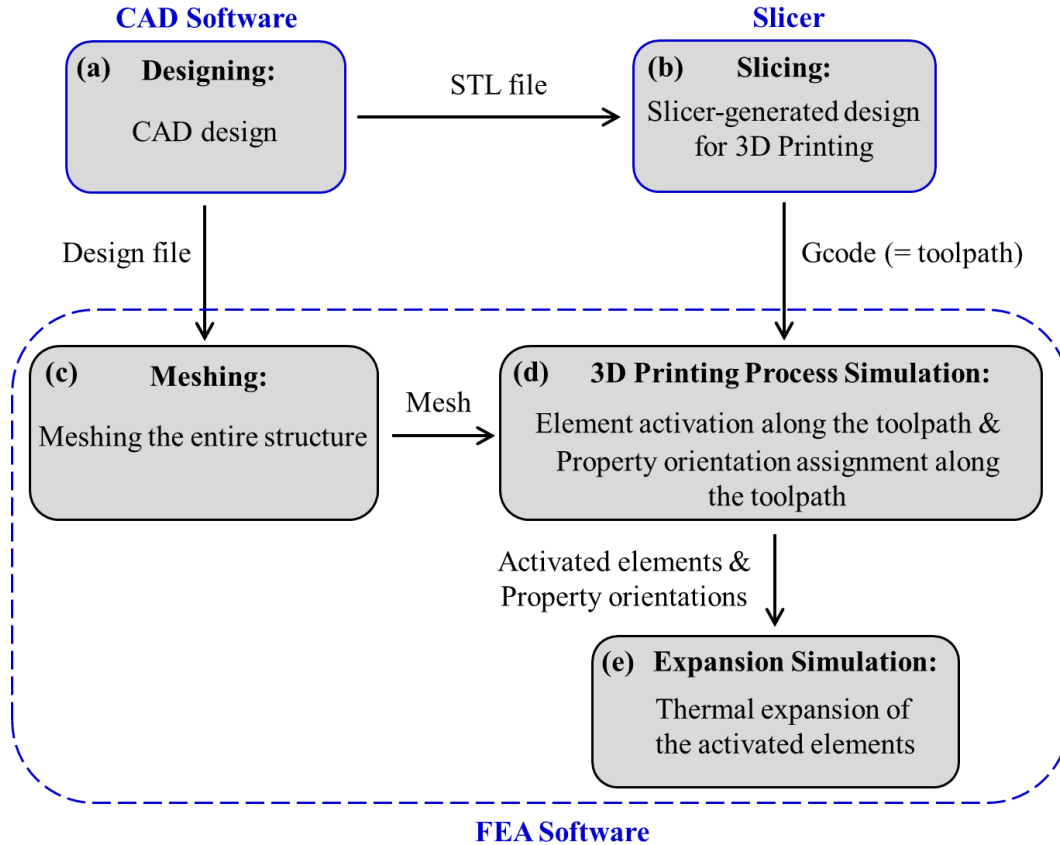 CAD Software
Slicer
(a) Designing:
CAD design
STL file
(b) Slicing:
Slicer-generated design
for 3D Printing
Design file
Gcode (= toolpath)
(c) Meshing:
Meshing the entire structure
Mesh
(d) 3D Printing Process Simulation:
Element activation along the toolpath &
Property orientation assignment along
the toolpath
Activated elements &
Property orientations
(e) Expansion Simulation:
Thermal expansion of
the activated elements
FEA Software